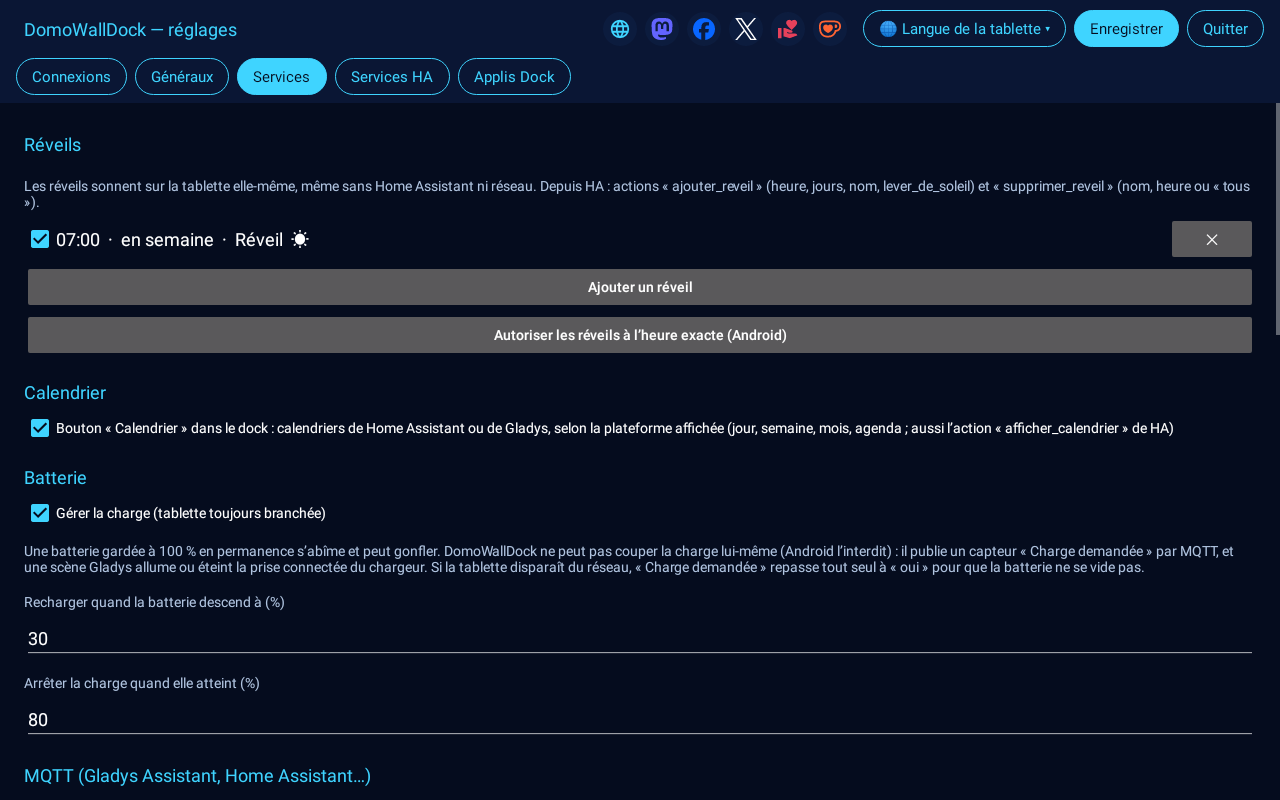 DomoWallDock — réglages
Langue de la tablette ▾
Enregistrer
Quitter
Connexions
Généraux
Services
Services HA
Applis Dock
Réveils
Les réveils sonnent sur la tablette elle-même, même sans Home Assistant ni réseau. Depuis HA : actions « ajouter_reveil » (heure, jours, nom, lever_de_soleil) et « supprimer_reveil » (nom, heure ou « tous
»).
07:00 · en semaine · Réveil ☀
Ajouter un réveil
Autoriser les réveils à l’heure exacte (Android)
Calendrier
Bouton « Calendrier » dans le dock : calendriers de Home Assistant ou de Gladys, selon la plateforme affichée (jour, semaine, mois, agenda ; aussi l’action « afficher_calendrier » de HA)
Batterie
Gérer la charge (tablette toujours branchée)
Une batterie gardée à 100 % en permanence s’abîme et peut gonfler. DomoWallDock ne peut pas couper la charge lui-même (Android l’interdit) : il publie un capteur « Charge demandée » par MQTT, et
une scène Gladys allume ou éteint la prise connectée du chargeur. Si la tablette disparaît du réseau, « Charge demandée » repasse tout seul à « oui » pour que la batterie ne se vide pas.
Recharger quand la batterie descend à (%)
30
Arrêter la charge quand elle atteint (%)
80
MQTT (Gladys Assistant, Home Assistant…)